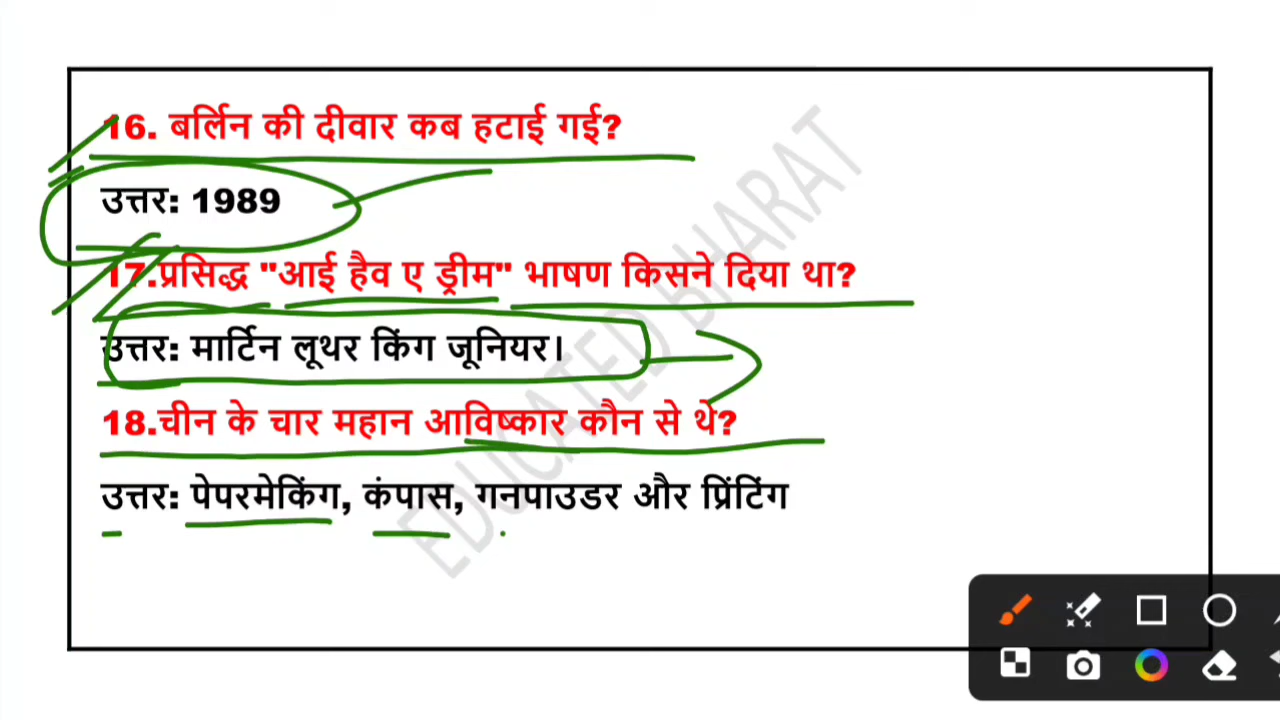 16. बर्लिन की दीवार कब हटाई गई?
उत्तर: 1989
17.प्रसिद्ध "आई हैव ए ड्रीम" भाषण किसने दिया था?
उत्तर: मार्टिन लूथर किंग जूनियर।
18.चीन के चार महान आविष्कार कौन से थे?
उत्तर: पेपरमेकिंग, कंपास, गनपाउडर और प्रिंटिंग
EDUCATED BHARAT